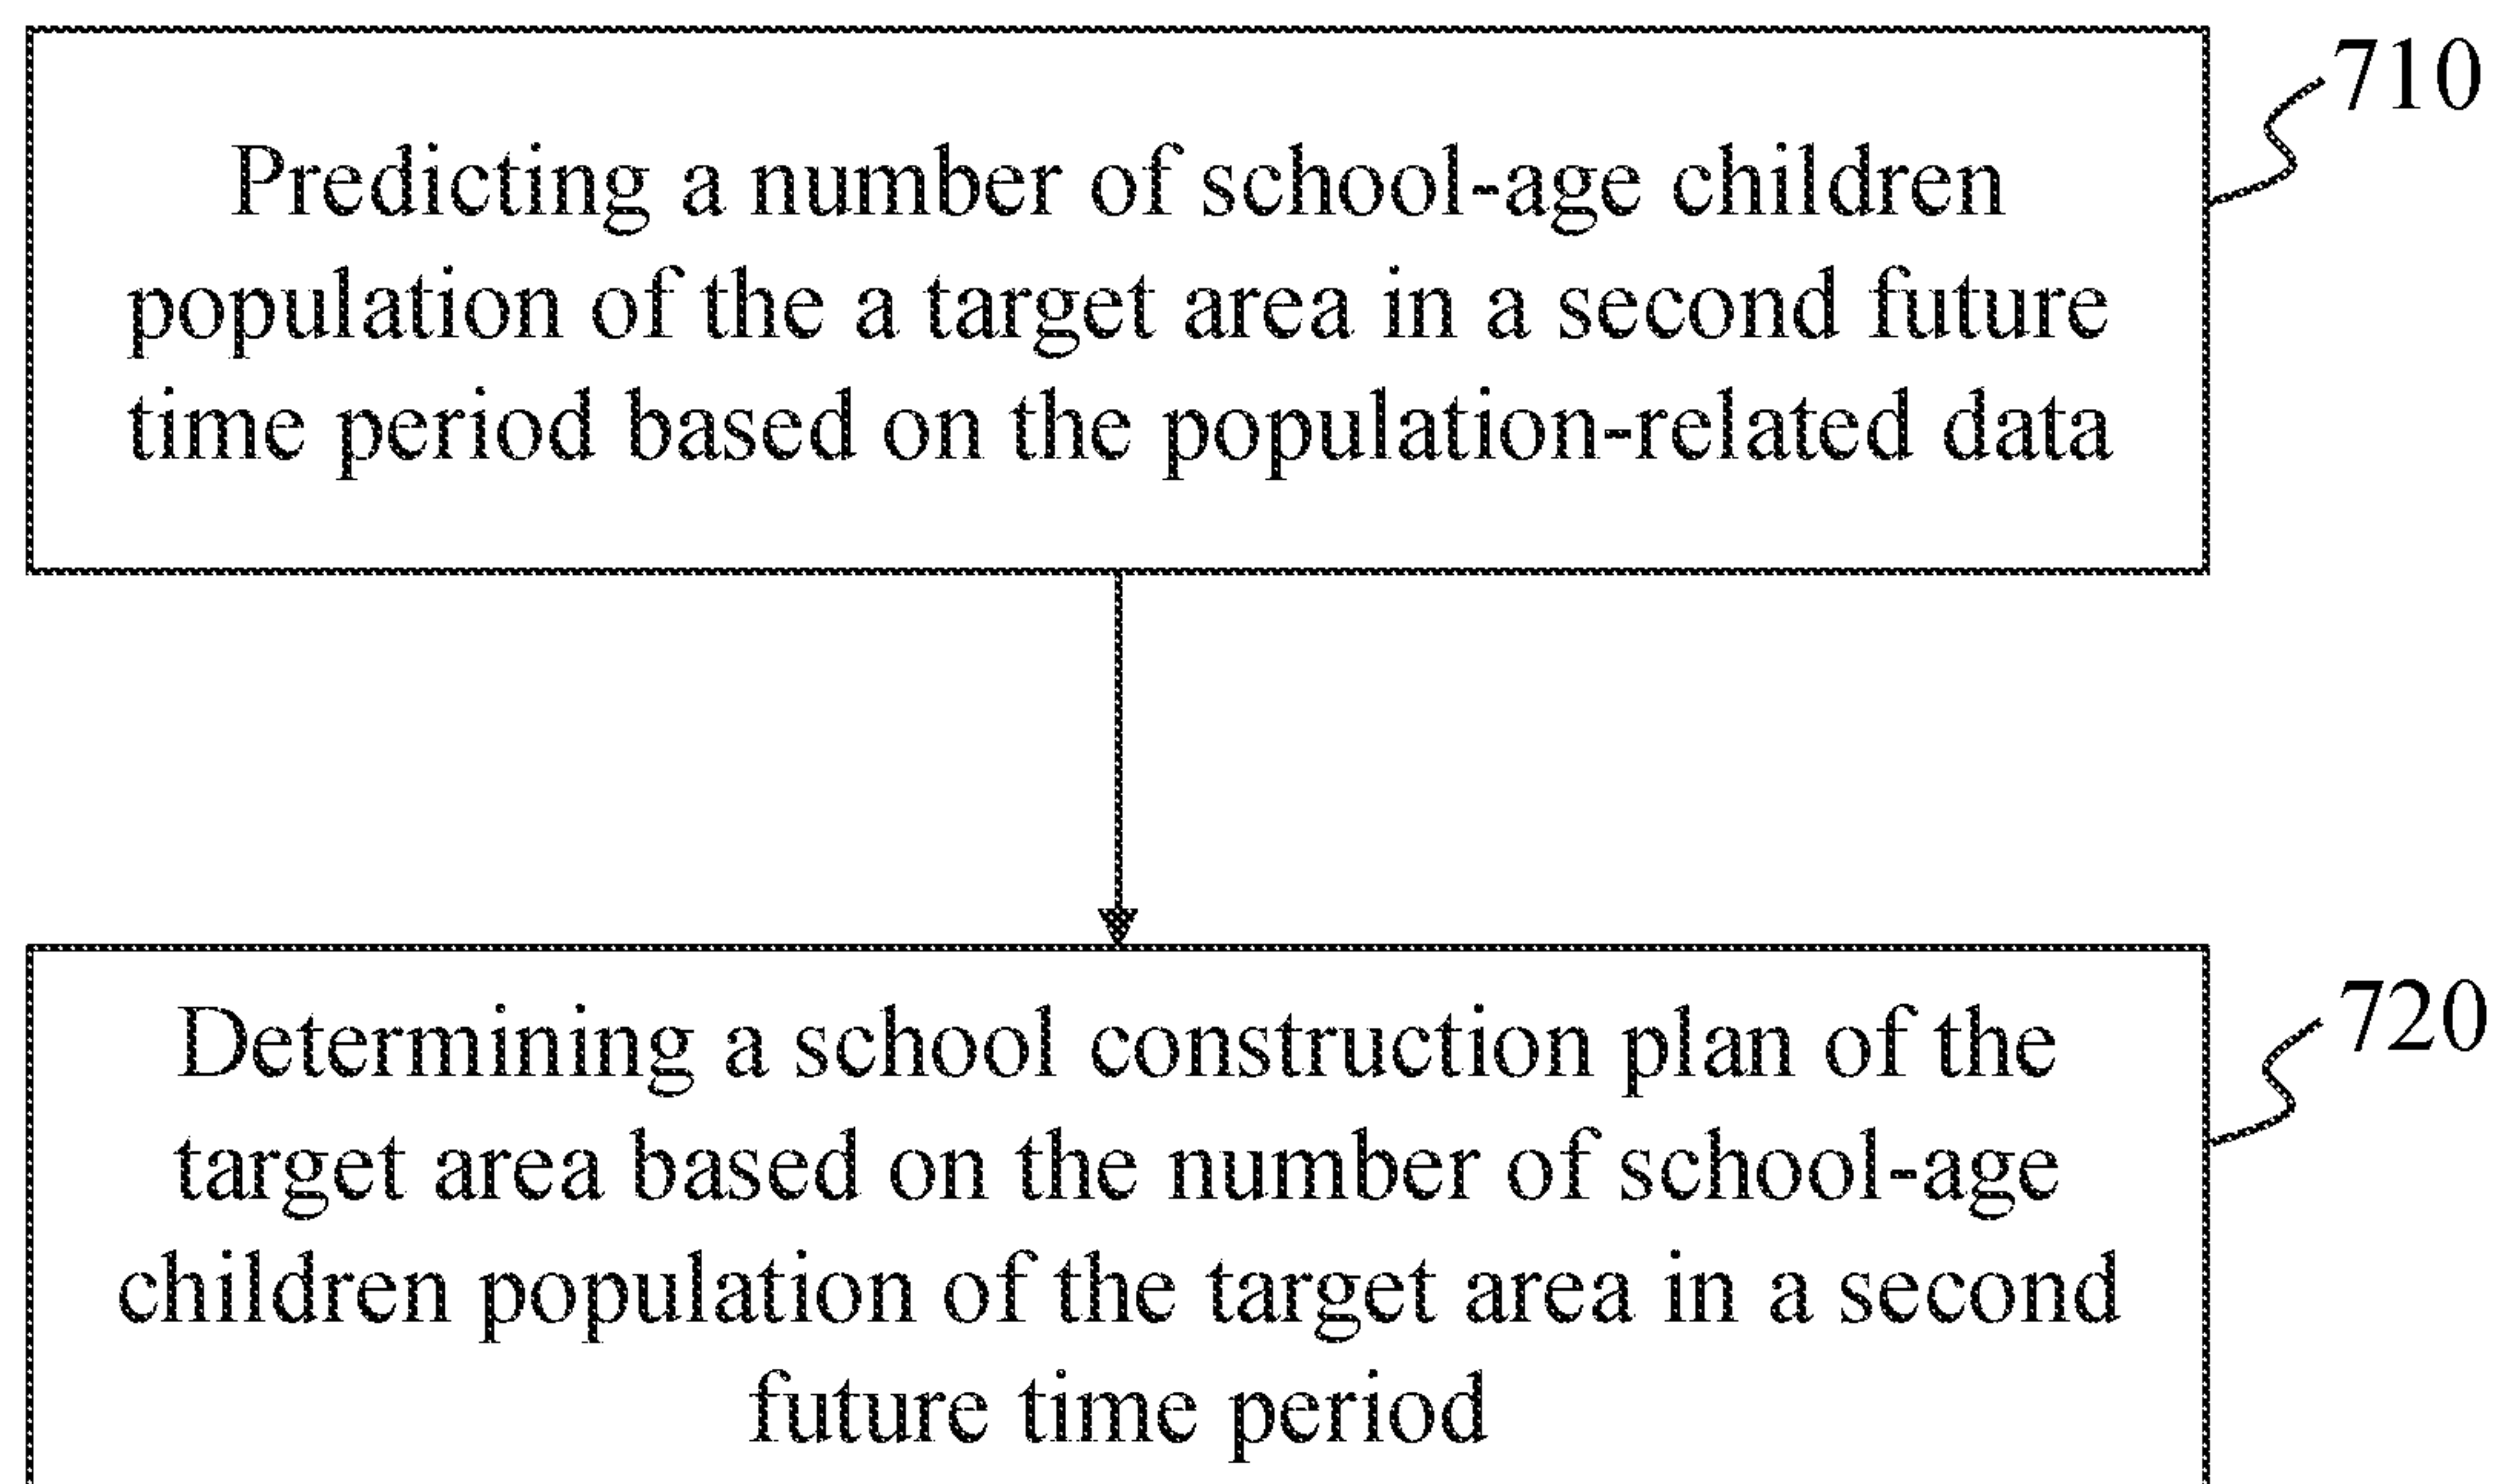 710
Predicting a number of school-age children
population of the a target area in a second future
time period based on the population-related data
720
Determining a school construction plan of the
target area based on the number of school-age
children population of the target area in a second
future time period